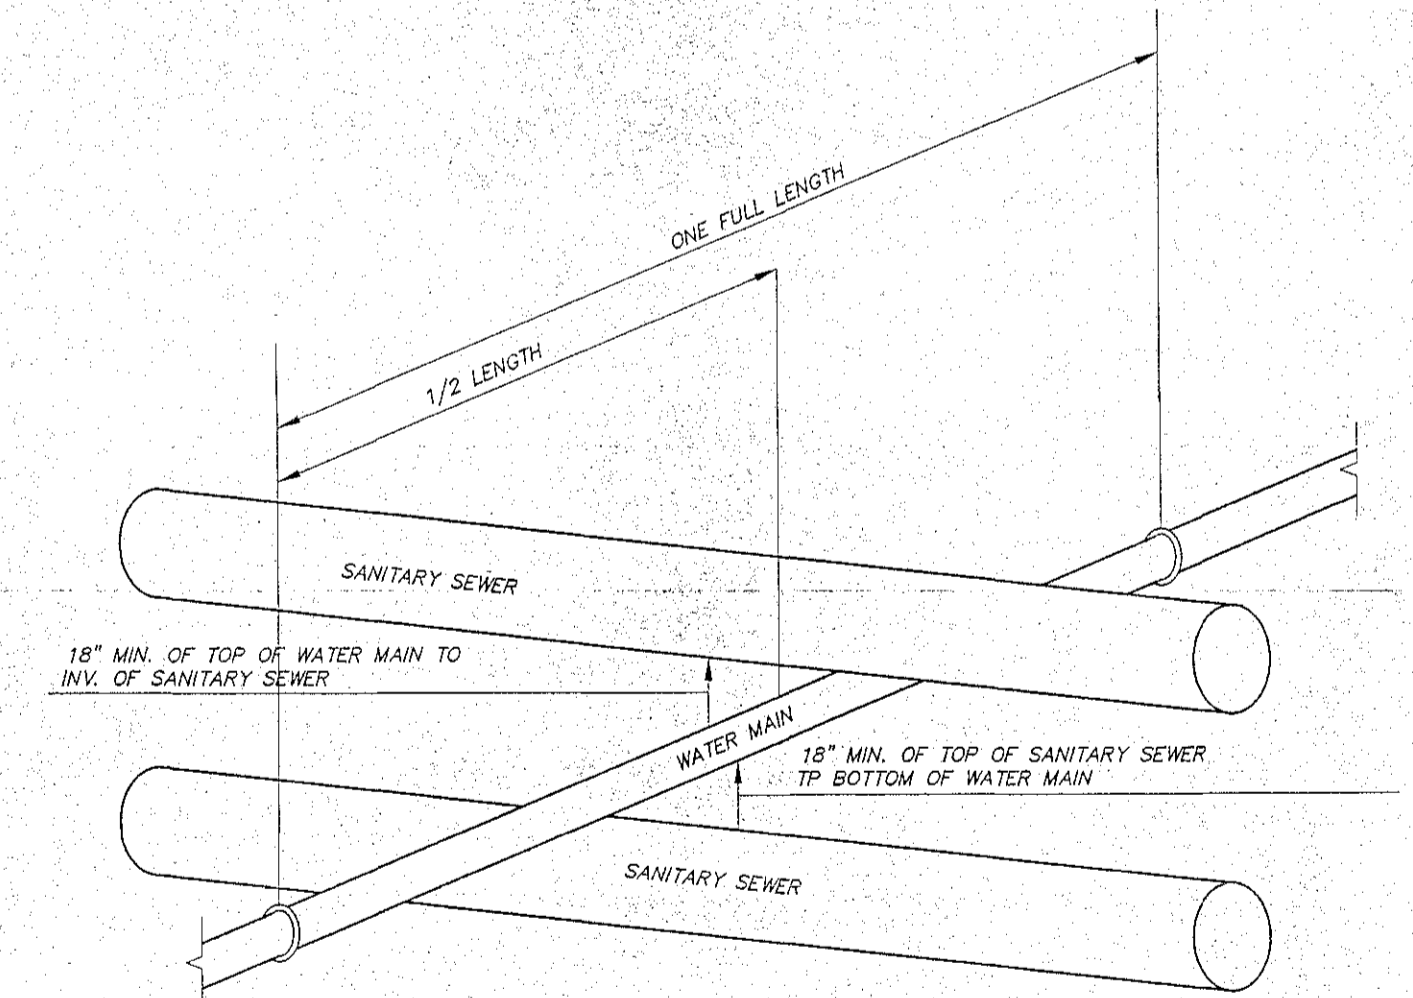 ONE FULL LENGTH
1/2 LENGTH
SANITARY SEWER
18" MIN. OF TOP OF WATER MAIN TO
INV. OF SANITARY SEWER
WATER MAIN
18" MIN. OF TOP OF SANITARY SEWER
TP BOTTOM OF WATER MAIN
SANITARY SEWER